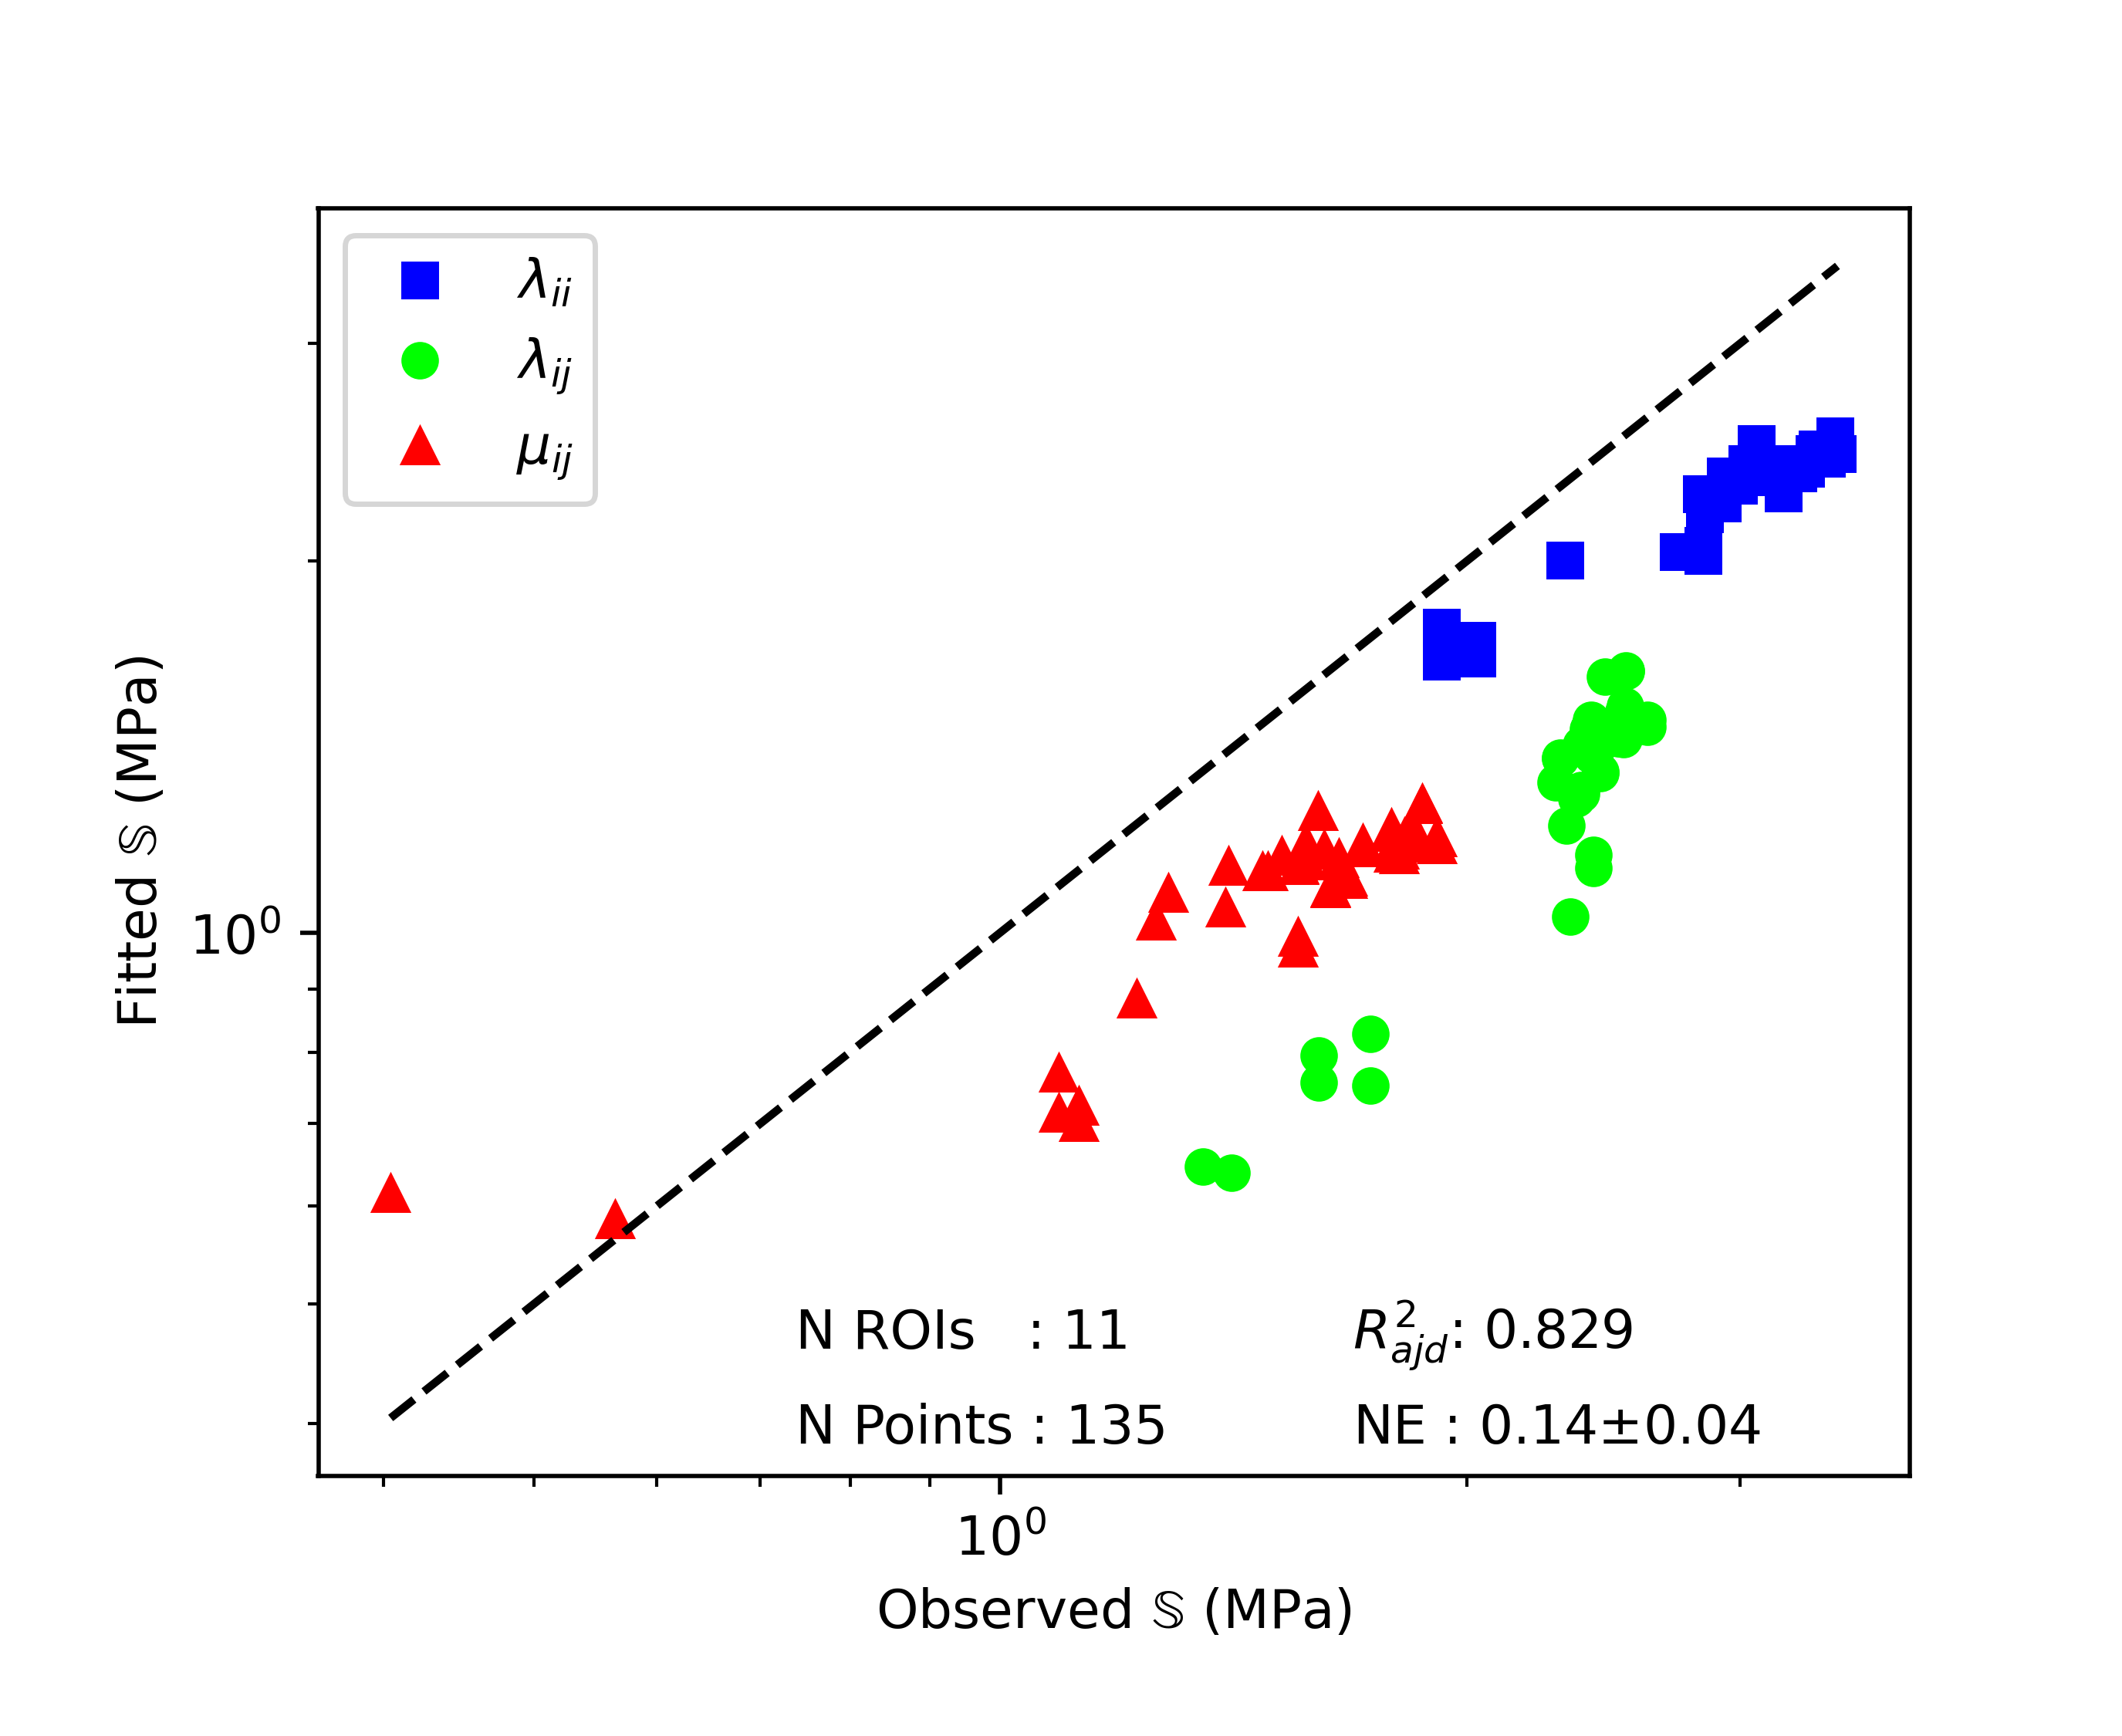 λii
λij
μij
Fitted 𝕊 (MPa)
10⁰
N ROIs : 11
R²ajd: 0.829
N Points : 135
NE : 0.14±0.04
10⁰
Observed 𝕊 (MPa)